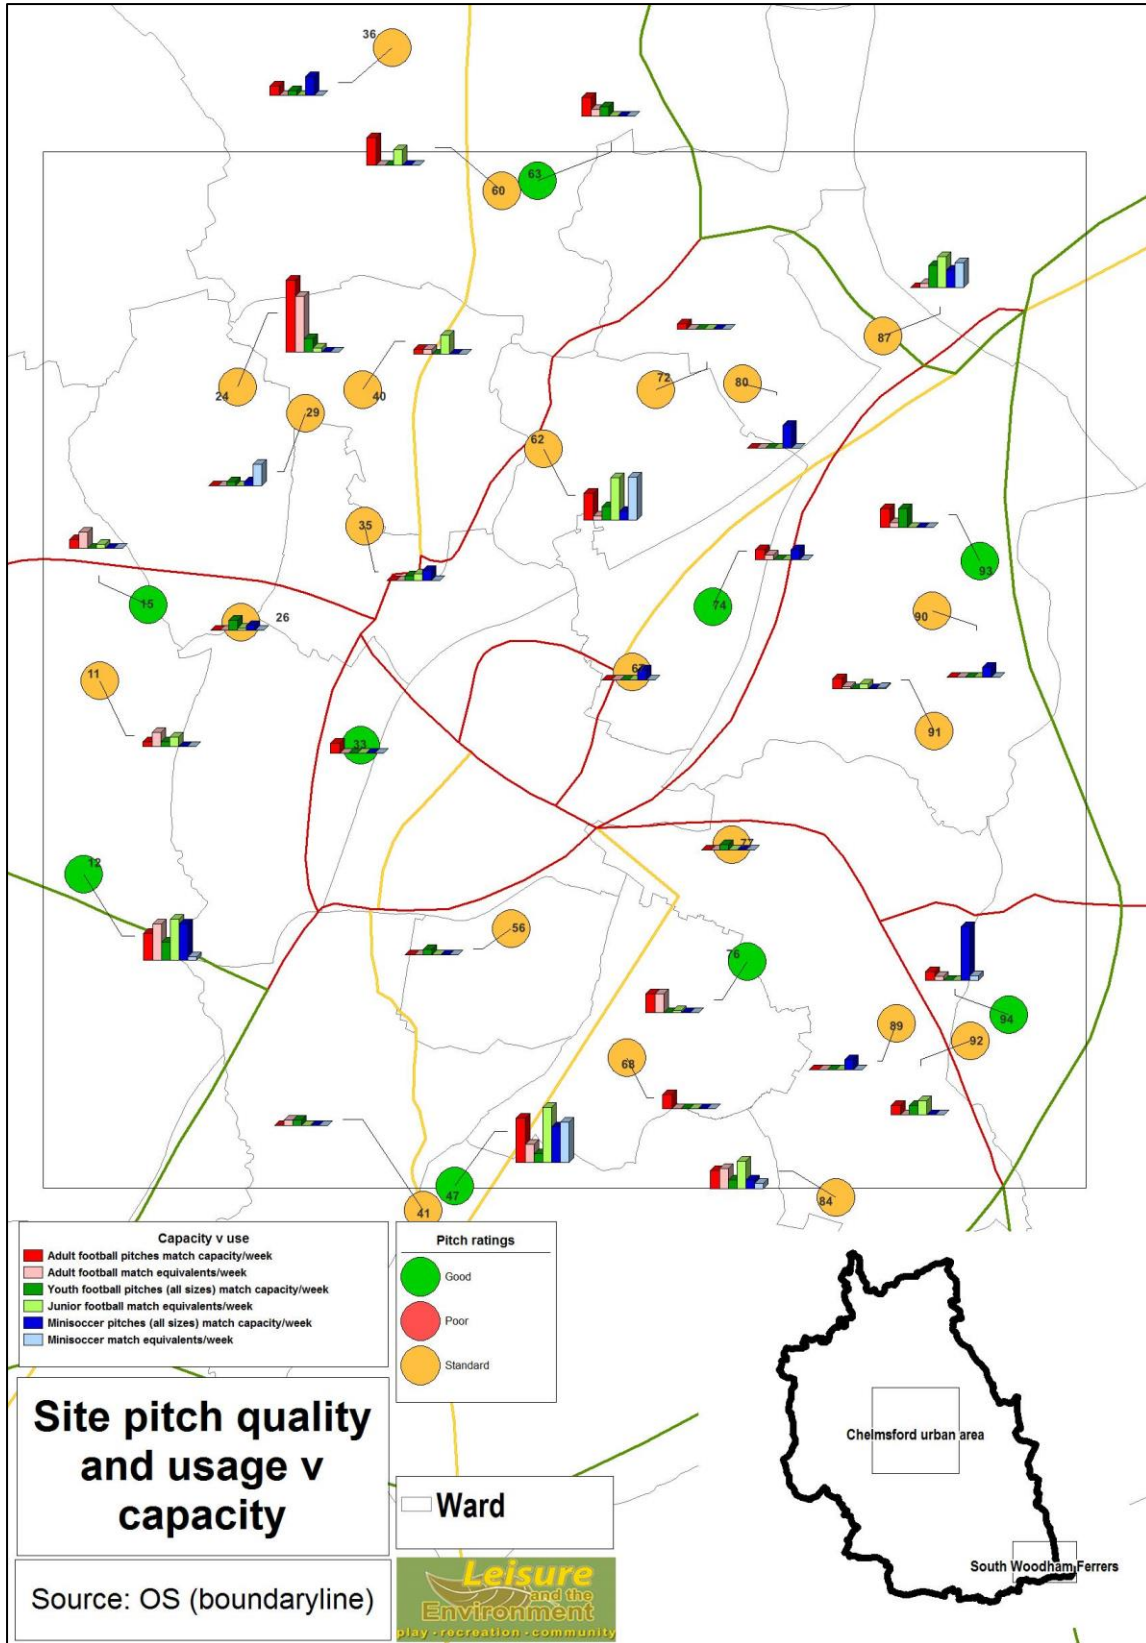 36
63
60
87
24
40
29
72
80
62
35
93
15
26
74
90
11
67
91
33
77
12
56
76
94
89
92
68
47
84
41
Capacity v use
Adult football pitches match capacity/week
Adult football match equivalents/week
Youth football pitches (all sizes) match capacity/week
Junior football match equivalents/week
Minisoccer pitches (all sizes) match capacity/week
Minisoccer match equivalents/week
Pitch ratings
Good
Poor
Standard
Site pitch quality
and usage v
capacity
Ward
Source: OS (boundaryline)
Leisure
and the
Environment
play - recreation - community
Chelmsford urban area
South Woodham Ferrers